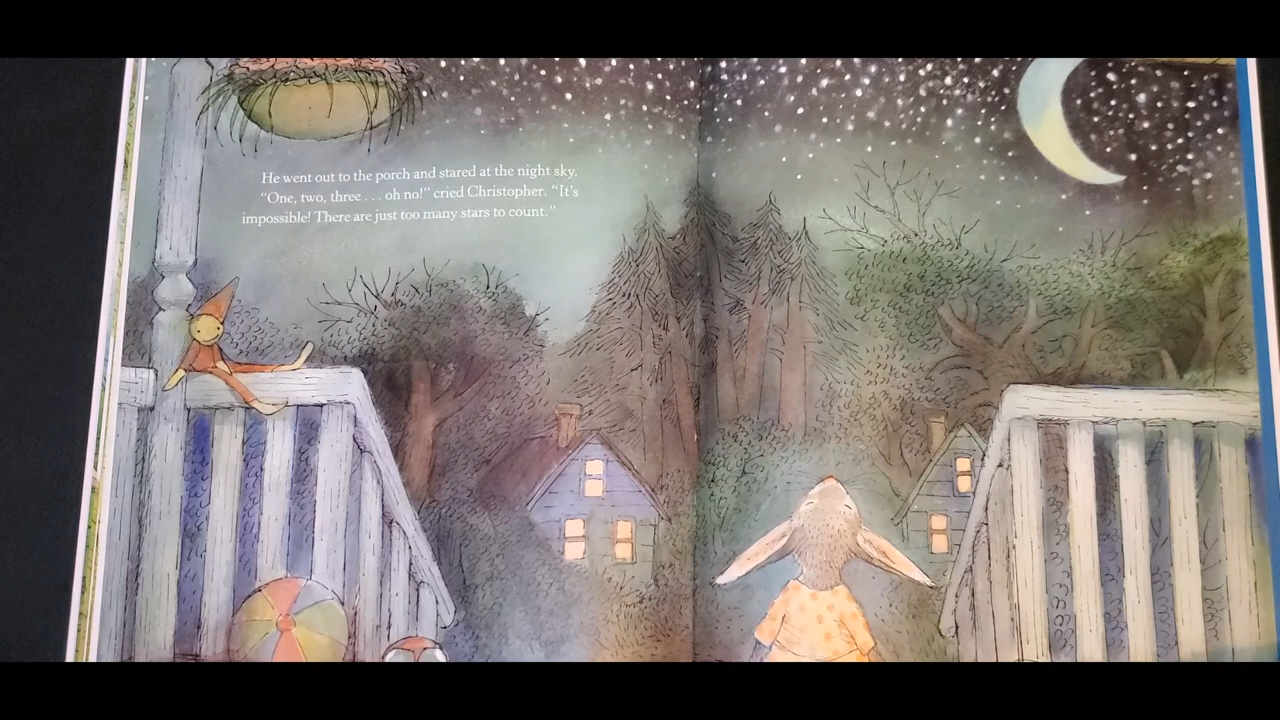 He went out to the porch and stared at the night sky.
“One, two, three . . . oh no!” cried Christopher. “It’s
impossible! There are just too many stars to count.”